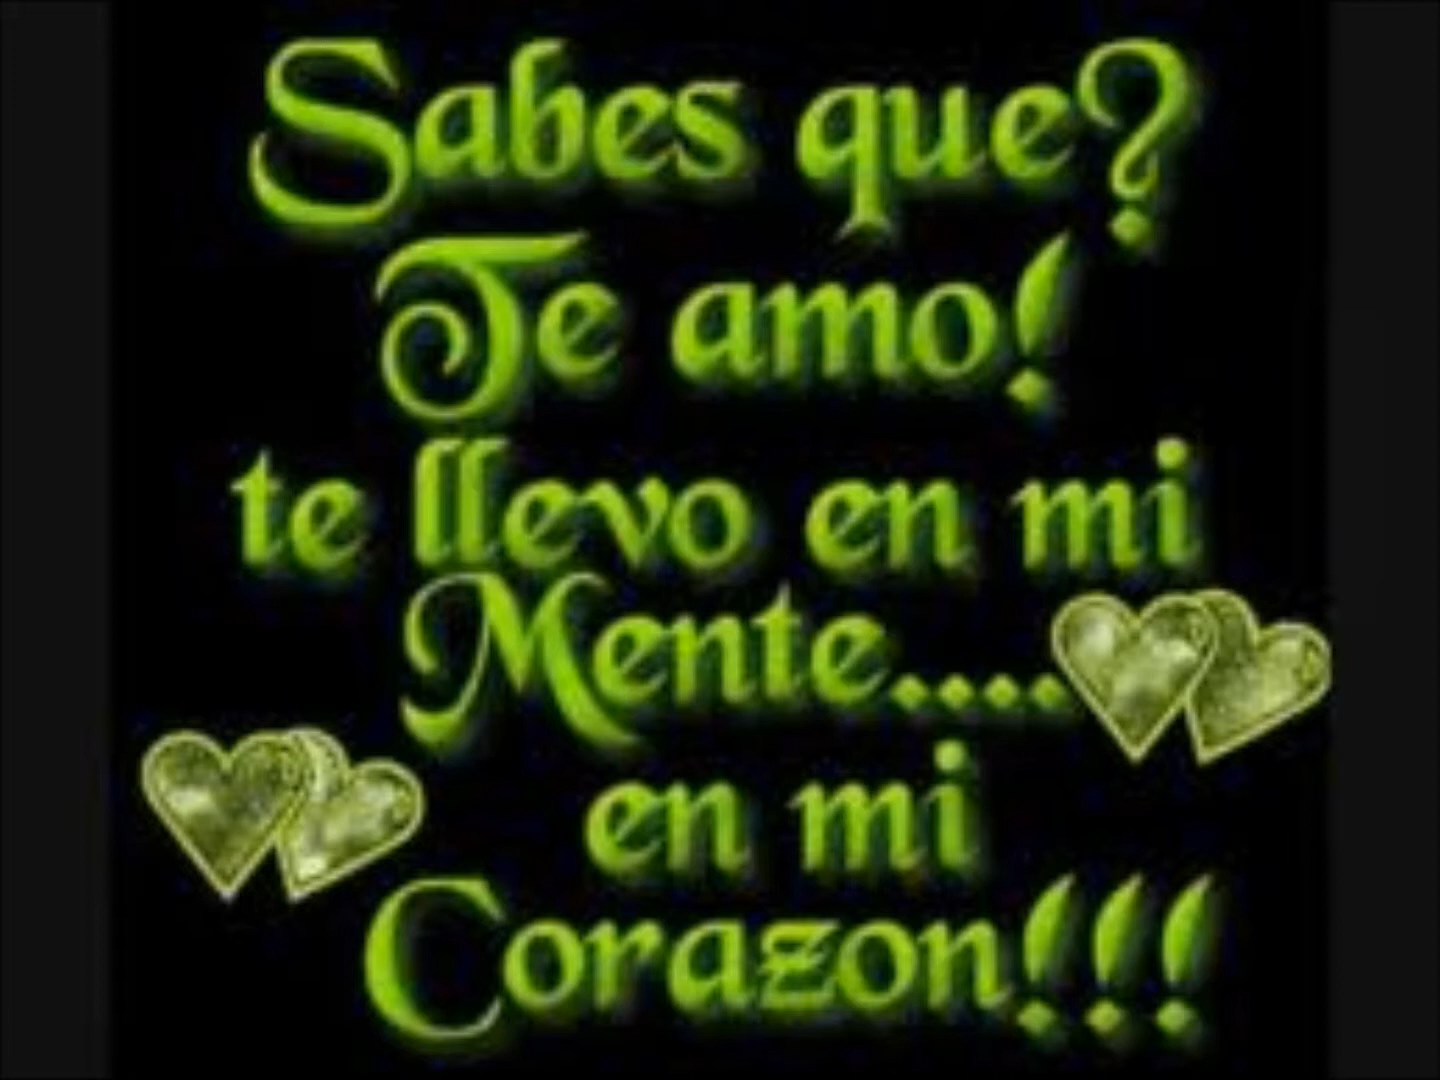 Sabes que?
Te amo!
te llevo en mi
Mente....
en mi
Corazon!!!